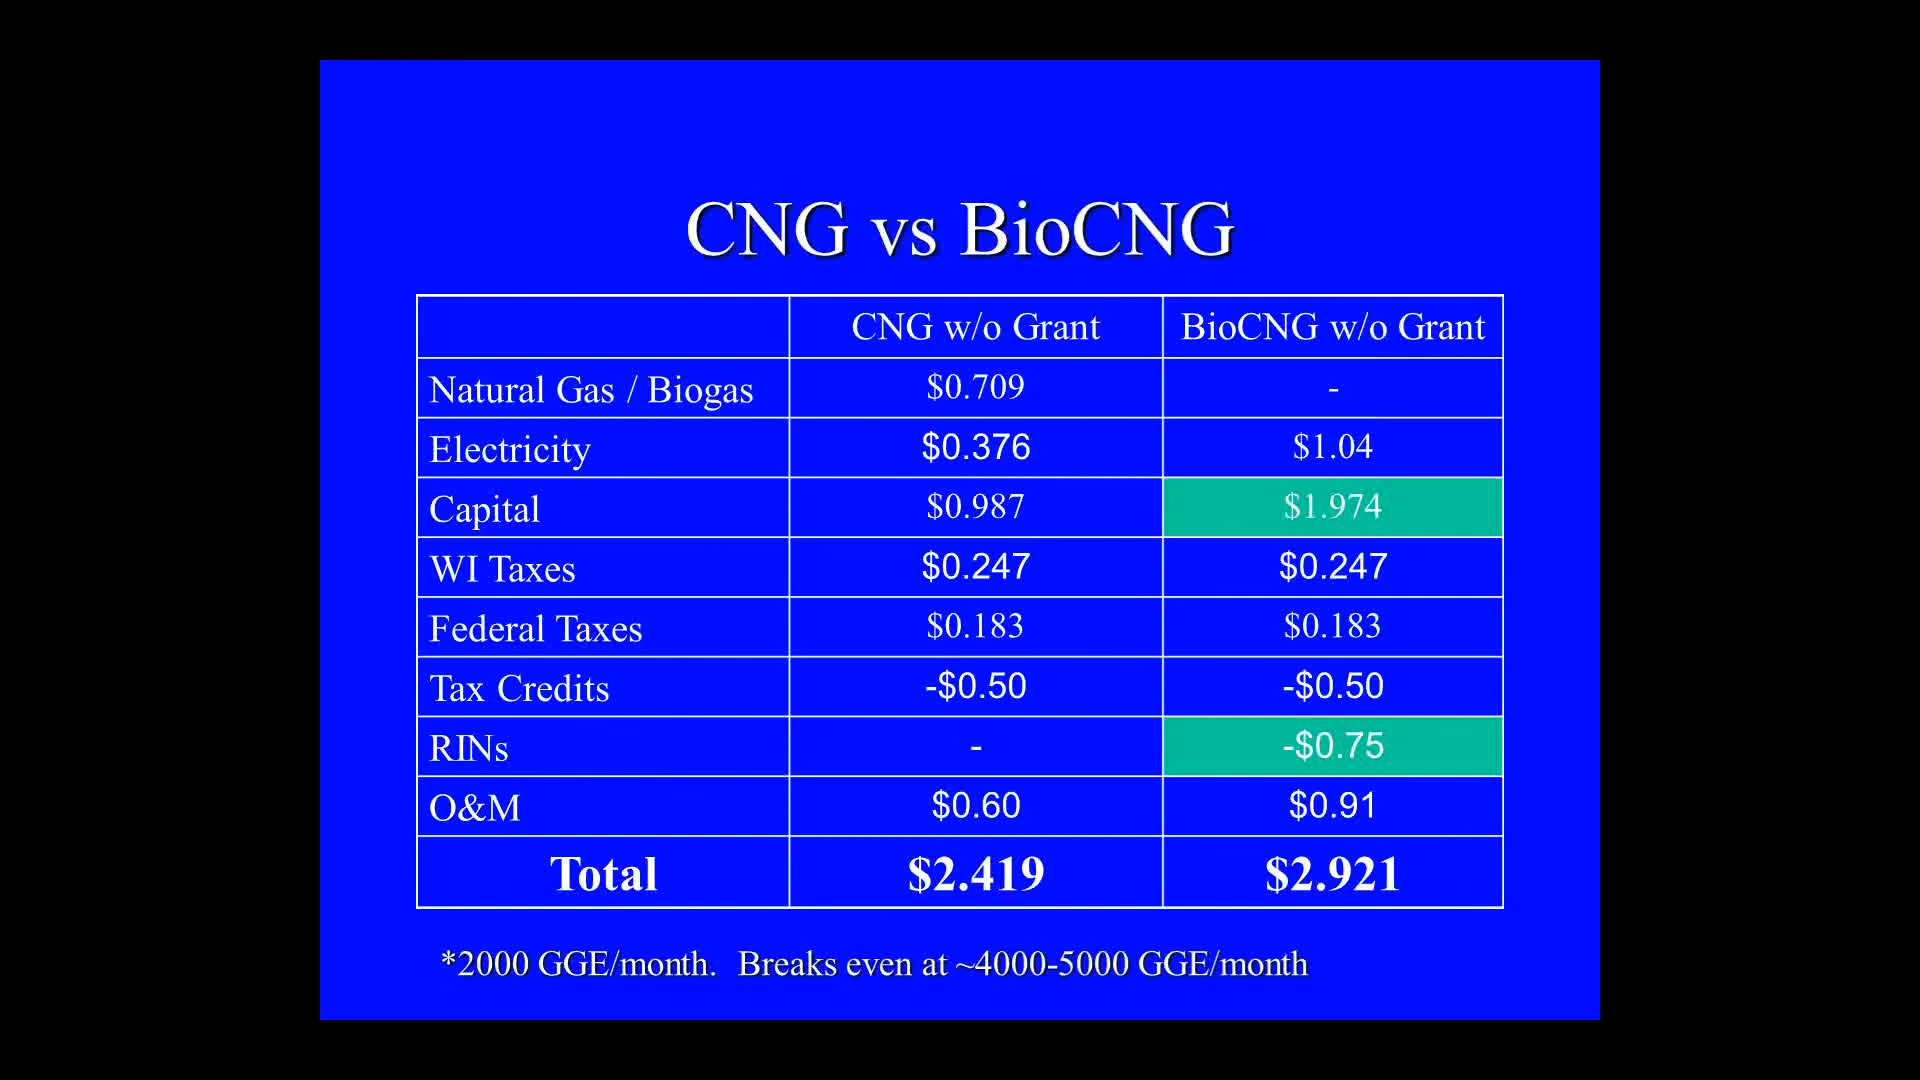 CNG vs BioCNG
CNG w/o Grant BioCNG w/o Grant
Natural Gas / Biogas $0.709 -
Electricity $0.376 $1.04
Capital $0.987 $1.974
WI Taxes $0.247 $0.247
Federal Taxes $0.183 $0.183
Tax Credits -$0.50 -$0.50
RINs - -$0.75
O&M $0.60 $0.91
Total $2.419 $2.921
*2000 GGE/month. Breaks even at ~4000-5000 GGE/month